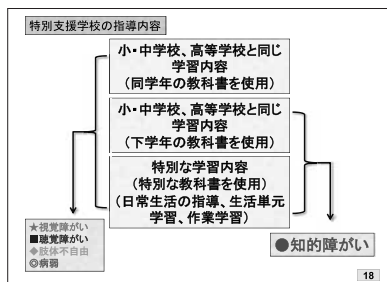 特別支援学校の指導内容
小・中学校、高等学校と同じ
学習内容
（同学年の教科書を使用）
小・中学校、高等学校と同じ
学習内容
（下学年の教科書を使用）
特別な学習内容
（特別な教科書を使用）
（日常生活の指導、生活単元
学習、作業学習）
★視覚障がい
■聴覚障がい
◆肢体不自由
◎病弱
●知的障がい
18